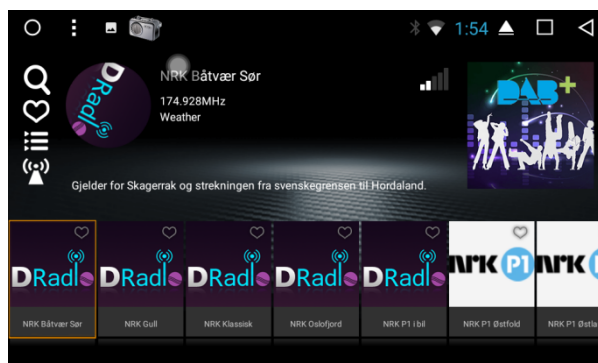 1:54
NRK Båtvær Sør
174.928MHz
Weather
DAB+
DRadio
Gjelder for Skagerrak og strekningen fra svenskegrensen til Hordaland.
DRadio
DRadio
DRadio
DRadio
DRadio
nrk P1
nrk
NRK Båtvær Sør
NRK Gull
NRK Klassisk
NRK Oslofjord
NRK P1 i bil
NRK P1 Østfold
NRK P1 Østla